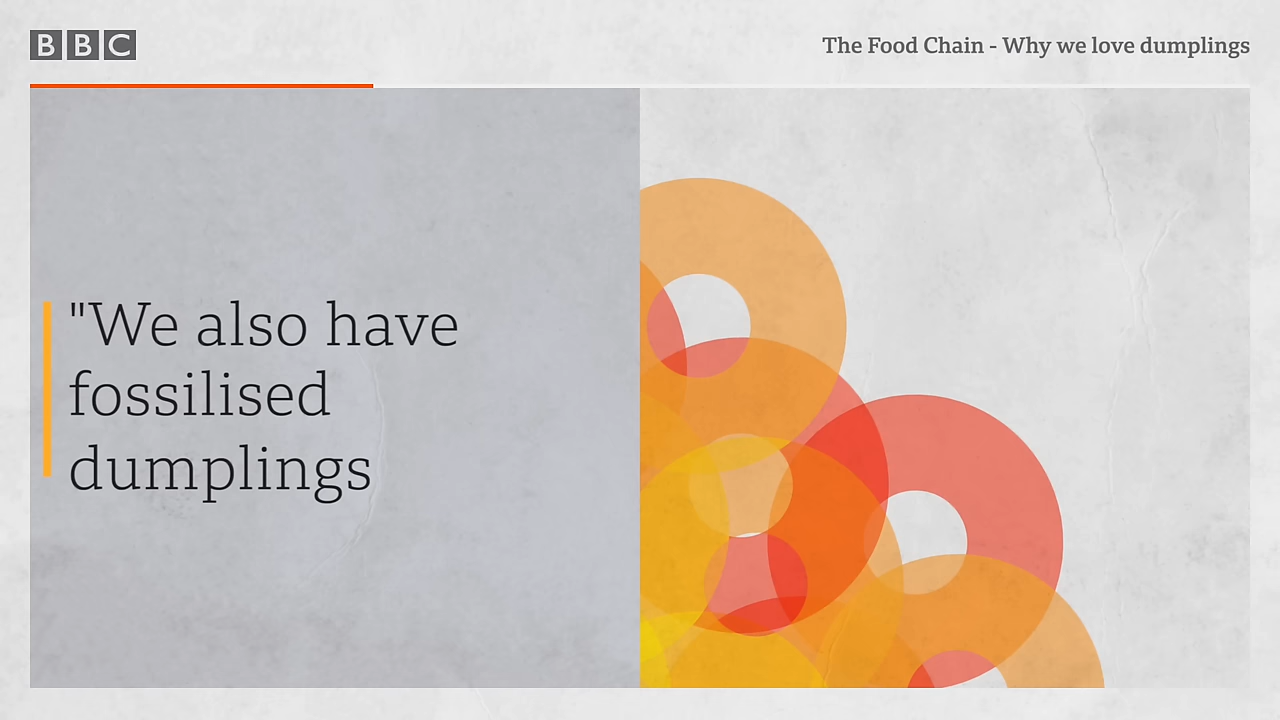 BBC
The Food Chain - Why we love dumplings
"We also have
fossilised
dumplings